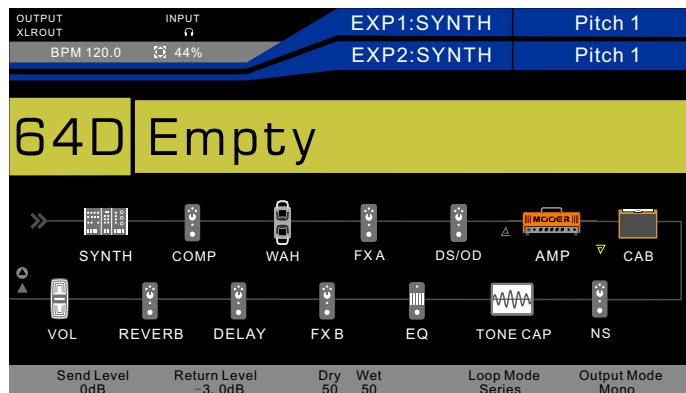 OUTPUT INPUT
XLROUT
BPM 120.0 44%
EXP1:SYNTH Pitch 1
EXP2:SYNTH Pitch 1
64D Empty
MOOER
SYNTH COMP WAH FX A DS/OD AMP CAB
VOL REVERB DELAY FX B EQ TONE CAP NS
Send Level Return Level Dry Wet Loop Mode Output Mode
0dB -3.0dB 50 50 Series Mono